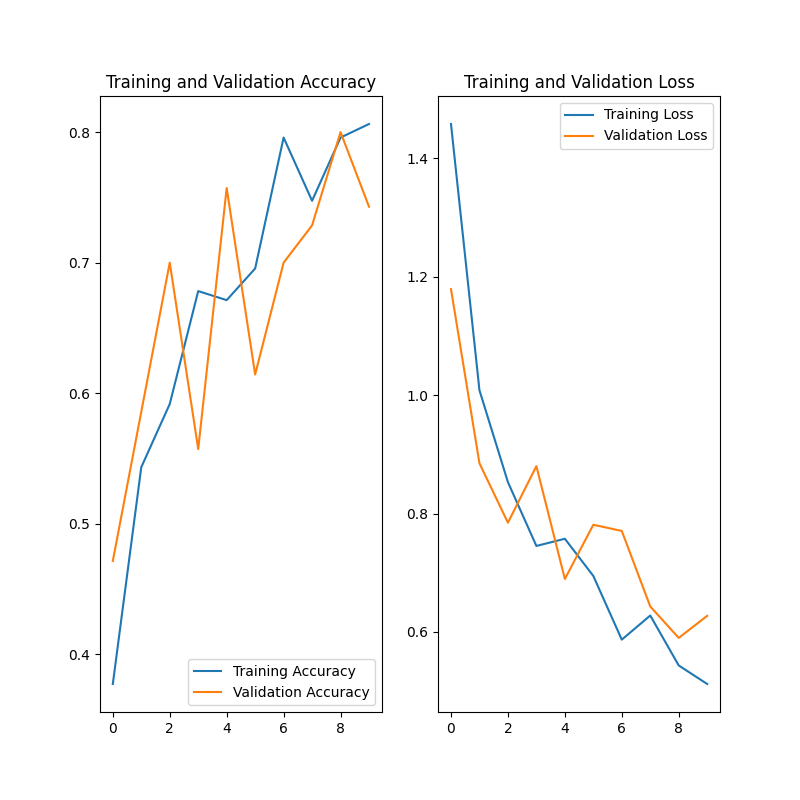 Training and Validation Accuracy
0.8
0.7
0.6
0.5
0.4
0 2 4 6 8
Training Accuracy
Validation Accuracy
Training and Validation Loss
1.4
1.2
1.0
0.8
0.6
0 2 4 6 8
Training Loss
Validation Loss